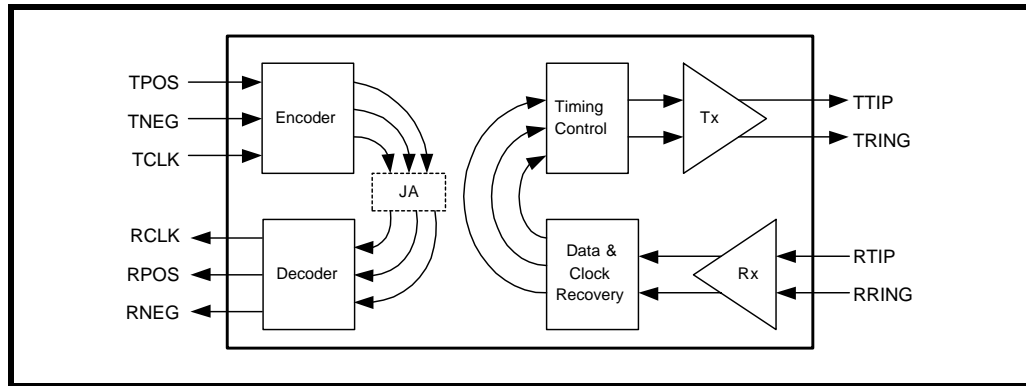 TPOS
TNEG
TCLK
Encoder
JA
Timing
Control
Tx
TTIP
TRING
RCLK
RPOS
RNEG
Decoder
Data &
Clock
Recovery
Rx
RTIP
RRING